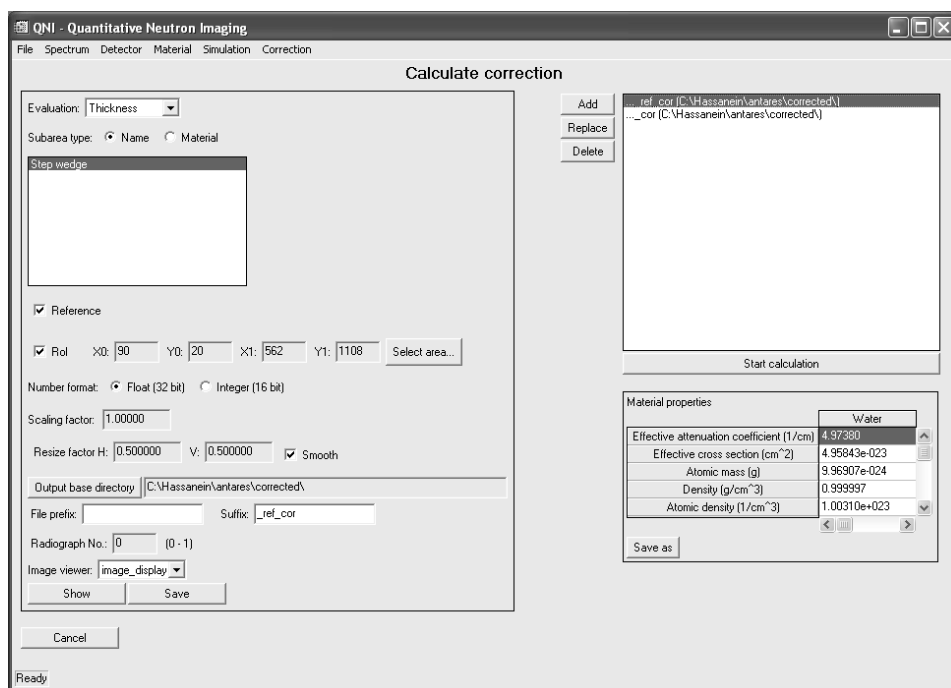 QNI - Quantitative Neutron Imaging
File Spectrum Detector Material Simulation Correction
Calculate correction
Evaluation: Thickness
Subarea type: Name Material
Step wedge
Reference
RoI X0: 90 Y0: 20 X1: 562 Y1: 1108 Select area...
Number format: Float (32 bit) Integer (16 bit)
Scaling factor: 1.00000
Resize factor H: 0.500000 V: 0.500000 Smooth
Output base directory C:\Hassanein\antares\corrected\
File prefix: Suffix: _ref_cor
Radiograph No.: 0 (0 - 1)
Image viewer: image_display
Show Save
Cancel
Ready
Add
Replace
Delete
..._ref_cor (C:\Hassanein\antares\corrected\)
..._cor (C:\Hassanein\antares\corrected\)
Start calculation
Material properties
Water
Effective attenuation coefficient (1/cm) 4.97380
Effective cross section (cm^2) 4.95843e-023
Atomic mass (g) 9.96907e-024
Density (g/cm^3) 0.999997
Atomic density (1/cm^3) 1.00310e+023
Save as